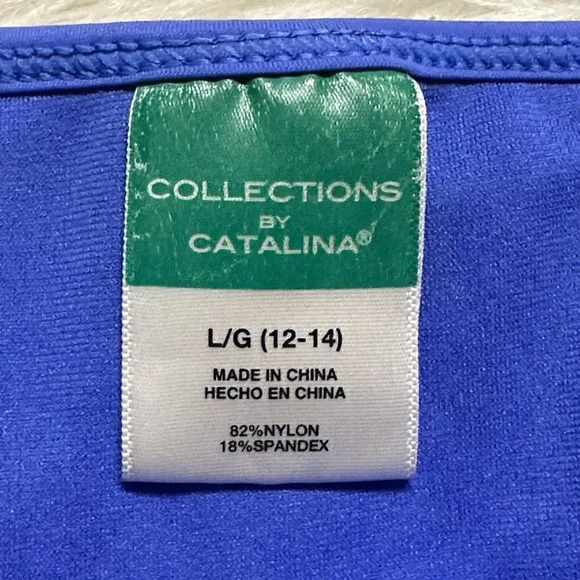 COLLECTIONS
BY
CATALINA®
L/G (12-14)
MADE IN CHINA
HECHO EN CHINA
82%NYLON
18%SPANDEX